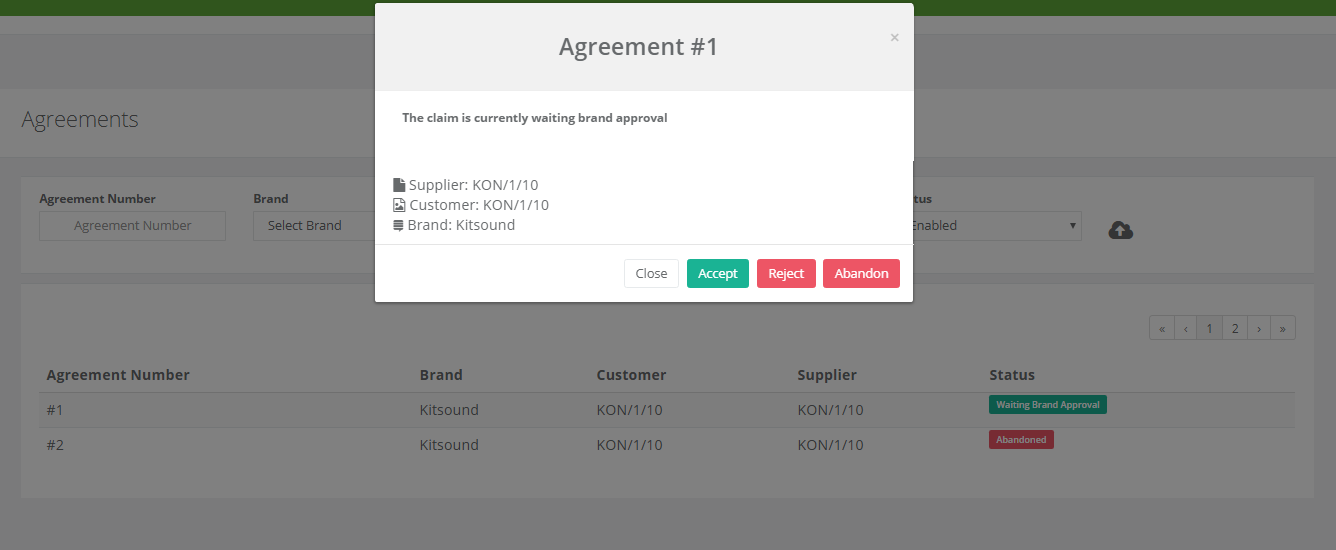 Agreement #1
×
The claim is currently waiting brand approval
Supplier: KON/1/10
Customer: KON/1/10
Brand: Kitsound
Close Accept Reject Abandon
Agreements
Agreement Number Brand tus
Agreement Number Select Brand Enabled
« ‹ 1 2 › »
Agreement Number Brand Customer Supplier Status
#1 Kitsound KON/1/10 KON/1/10 Waiting Brand Approval
#2 Kitsound KON/1/10 KON/1/10 Abandoned